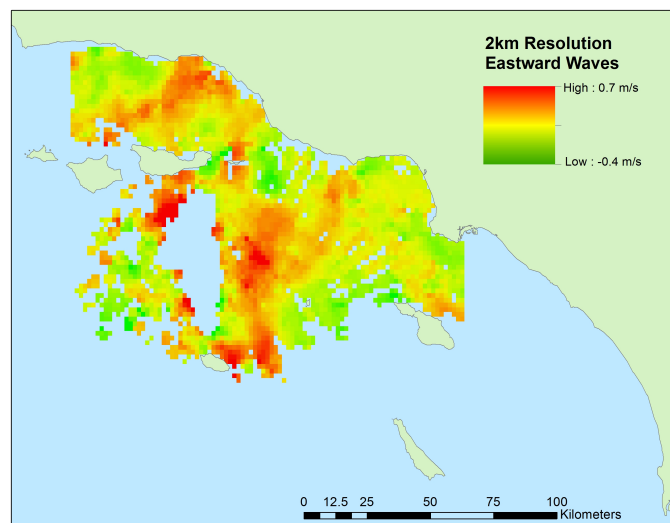 2km Resolution
Eastward Waves
High : 0.7 m/s
Low : -0.4 m/s
0 12.5 25 50 75 100
Kilometers